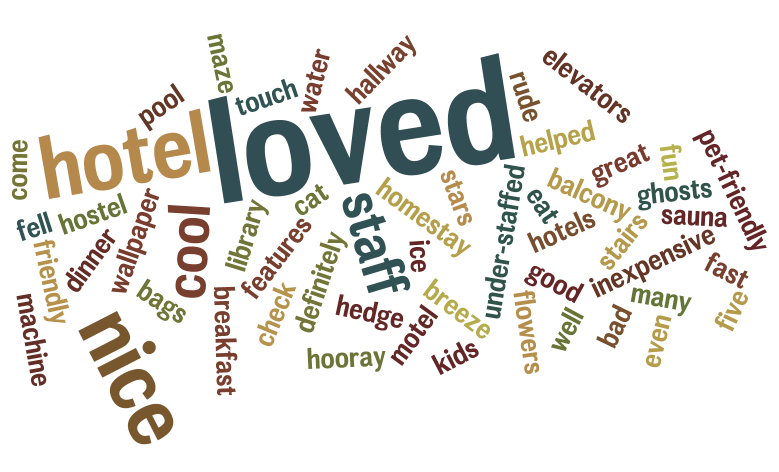 maze
water
hallway
elevators
pool
touch
loved
rude
hotel
helped
come
great
fun
pet-friendly
fell
hostel
wallpaper
cool
library
cat
staff
homestay
stars
under-staffed
eat
balcony
ghosts
sauna
hotels
stairs
friendly
dinner
features
definitely
ice
inexpensive
fast
bags
breakfast
check
hedge
motel
breeze
good
flowers
many
five
machine
nice
hooray
kids
well
bad
even